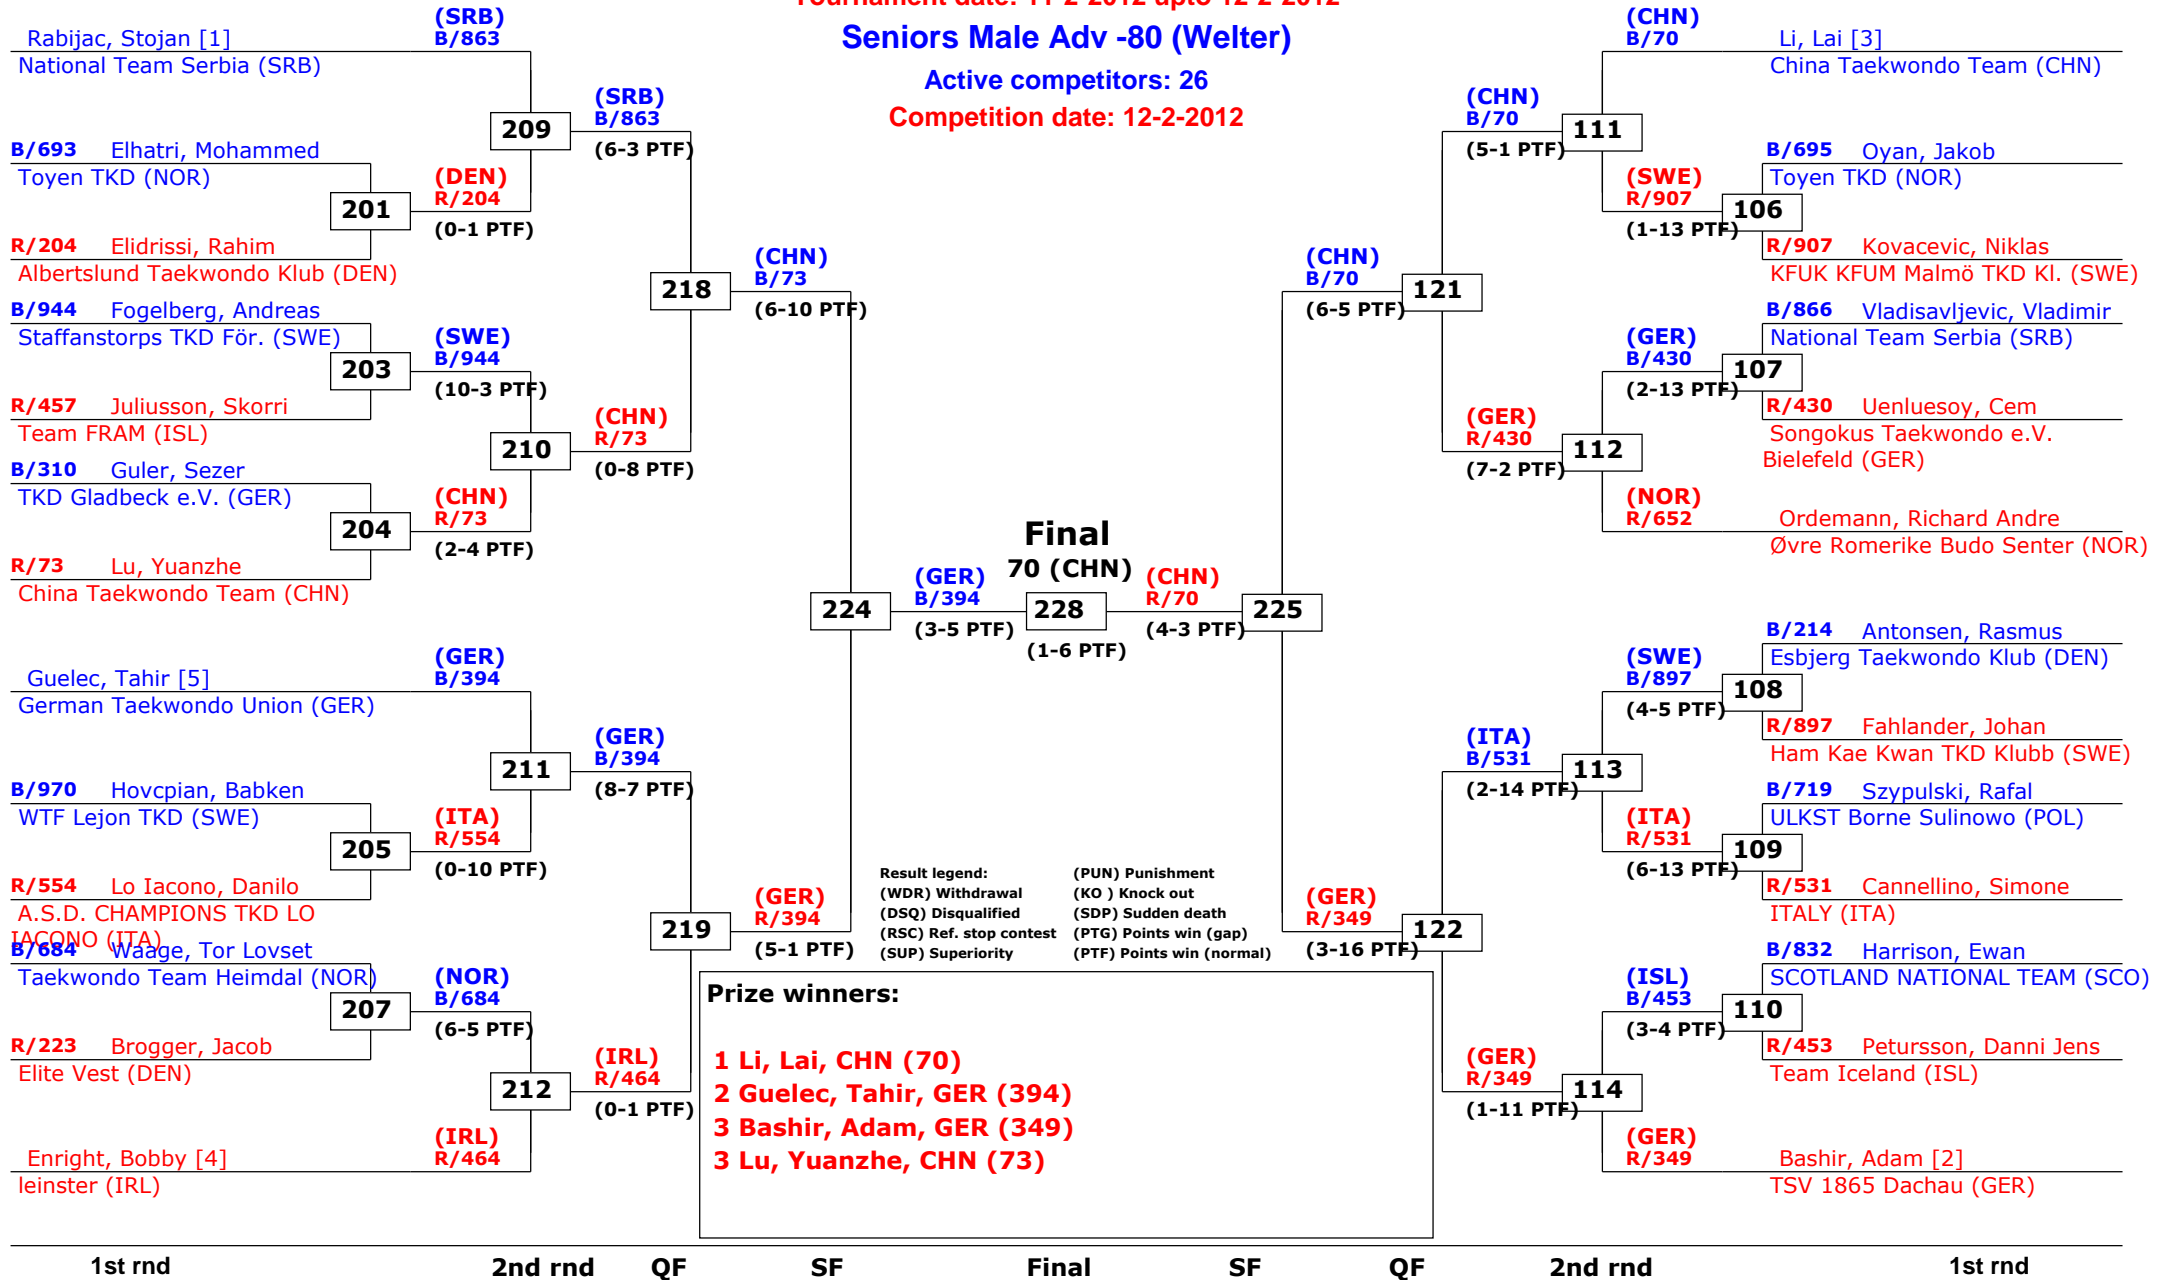 Tournament date: 11-2-2012 upto 12-2-2012
Seniors Male Adv -80 (Welter)
Active competitors: 26
Competition date: 12-2-2012
(SRB)
Rabijac, Stojan [1] B/863
National Team Serbia (SRB)
209
(SRB)
B/863
(6-3 PTF)
B/693 Elhatri, Mohammed
Toyen TKD (NOR)
201
(DEN)
R/204
(0-1 PTF)
R/204 Elidrissi, Rahim
Albertslund Taekwondo Klub (DEN)
218
(CHN)
B/73
(6-10 PTF)
B/944 Fogelberg, Andreas
Staffanstorps TKD För. (SWE)
203
(SWE)
B/944
(10-3 PTF)
R/457 Juliusson, Skorri
Team FRAM (ISL)
210
(CHN)
R/73
(0-8 PTF)
B/310 Guler, Sezer
TKD Gladbeck e.V. (GER)
204
(CHN)
R/73
(2-4 PTF)
R/73 Lu, Yuanzhe
China Taekwondo Team (CHN)
224
(GER)
B/394
(3-5 PTF)
(GER)
Guelec, Tahir [5] B/394
German Taekwondo Union (GER)
211
(GER)
B/394
(8-7 PTF)
B/970 Hovcpian, Babken
WTF Lejon TKD (SWE)
205
(ITA)
R/554
(0-10 PTF)
R/554 Lo Iacono, Danilo
A.S.D. CHAMPIONS TKD LO
IACONO (ITA)
219
(GER)
R/394
(5-1 PTF)
B/684 Waage, Tor Lovset
Taekwondo Team Heimdal (NOR)
207
(NOR)
B/684
(6-5 PTF)
R/223 Brogger, Jacob
Elite Vest (DEN)
212
(IRL)
R/464
(0-1 PTF)
(IRL)
Enright, Bobby [4] R/464
leinster (IRL)
Final
70 (CHN)
228
(1-6 PTF)
(CHN)
R/70
(4-3 PTF)
225
(CHN)
B/70 Li, Lai [3]
China Taekwondo Team (CHN)
(CHN)
B/70
(5-1 PTF)
111
B/695 Oyan, Jakob
Toyen TKD (NOR)
(SWE)
R/907
(1-13 PTF)
106
R/907 Kovacevic, Niklas
KFUK KFUM Malmö TKD Kl. (SWE)
(CHN)
B/70
(6-5 PTF)
121
B/866 Vladisavljevic, Vladimir
National Team Serbia (SRB)
(GER)
B/430
(2-13 PTF)
107
R/430 Uenluesoy, Cem
Songokus Taekwondo e.V.
Bielefeld (GER)
(GER)
R/430
(7-2 PTF)
112
(NOR)
R/652 Ordemann, Richard Andre
Øvre Romerike Budo Senter (NOR)
B/214 Antonsen, Rasmus
Esbjerg Taekwondo Klub (DEN)
(SWE)
B/897
(4-5 PTF)
108
R/897 Fahlander, Johan
Ham Kae Kwan TKD Klubb (SWE)
(ITA)
B/531
(2-14 PTF)
113
B/719 Szypulski, Rafal
ULKST Borne Sulinowo (POL)
(ITA)
R/531
(6-13 PTF)
109
R/531 Cannellino, Simone
ITALY (ITA)
(GER)
R/349
(3-16 PTF)
122
B/832 Harrison, Ewan
SCOTLAND NATIONAL TEAM (SCO)
(ISL)
B/453
(3-4 PTF)
110
R/453 Petursson, Danni Jens
Team Iceland (ISL)
(GER)
R/349
(1-11 PTF)
114
(GER)
R/349 Bashir, Adam [2]
TSV 1865 Dachau (GER)
Result legend: (PUN) Punishment
(WDR) Withdrawal (KO ) Knock out
(DSQ) Disqualified (SDP) Sudden death
(RSC) Ref. stop contest (PTG) Points win (gap)
(SUP) Superiority (PTF) Points win (normal)
Prize winners:
1 Li, Lai, CHN (70)
2 Guelec, Tahir, GER (394)
3 Bashir, Adam, GER (349)
3 Lu, Yuanzhe, CHN (73)
1st rnd 2nd rnd QF SF Final SF QF 2nd rnd 1st rnd